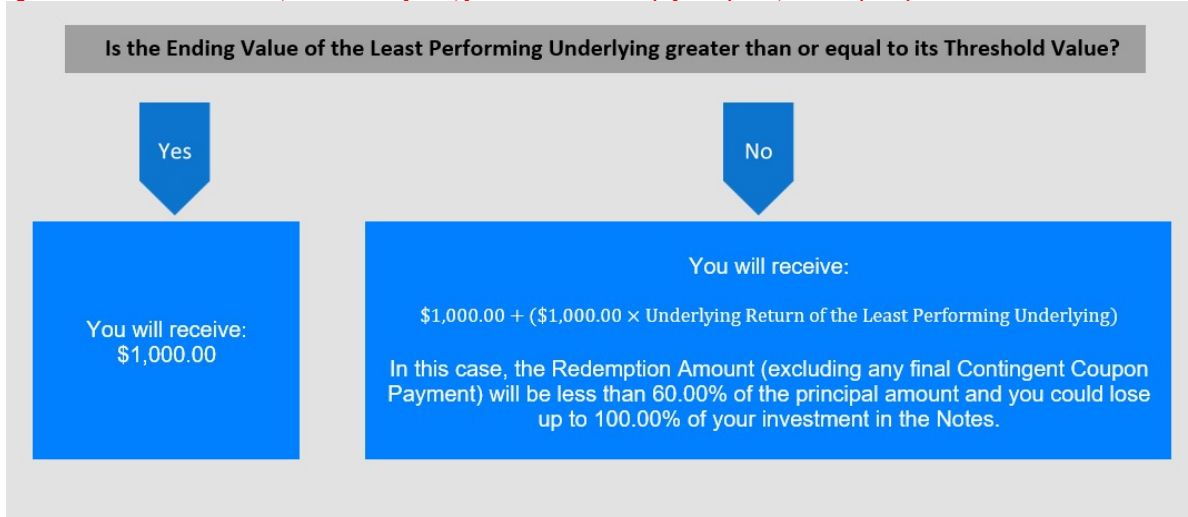 Is the Ending Value of the Least Performing Underlying greater than or equal to its Threshold Value?
Yes
No
You will receive:
$1,000.00
You will receive:
$1,000.00 + ($1,000.00 × Underlying Return of the Least Performing Underlying)
In this case, the Redemption Amount (excluding any final Contingent Coupon
Payment) will be less than 60.00% of the principal amount and you could lose
up to 100.00% of your investment in the Notes.